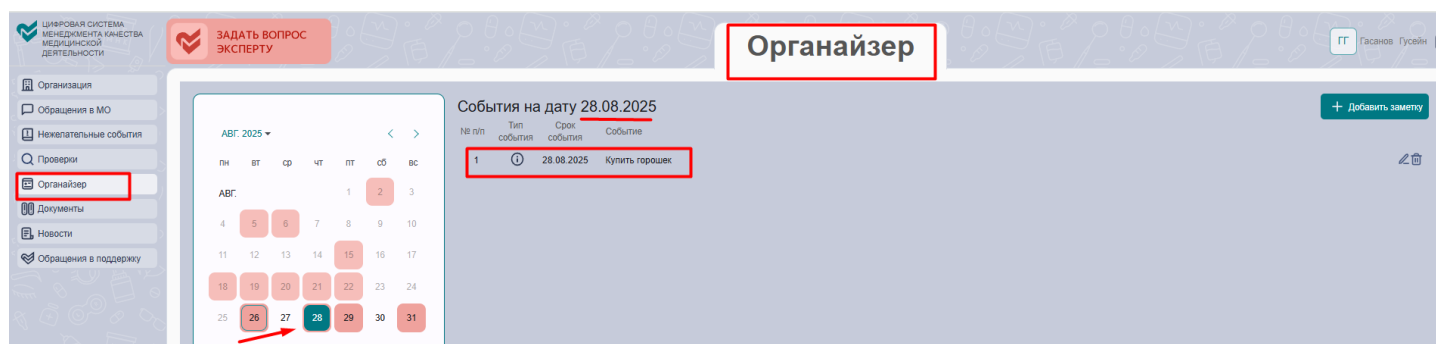 ЦИФРОВАЯ СИСТЕМА
МЕНЕДЖМЕНТА КАЧЕСТВА
МЕДИЦИНСКОЙ
ДЕЯТЕЛЬНОСТИ
ЗАДАТЬ ВОПРОС
ЭКСПЕРТУ
Органайзер
ГГ Гасанов Гусейн
Организация
Обращения в МО
Нежелательные события
Проверки
Органайзер
Документы
Новости
Обращения в поддержку
АВГ. 2025
пн вт ср чт пт сб вс
АВГ. 1 2 3
4 5 6 7 8 9 10
11 12 13 14 15 16 17
18 19 20 21 22 23 24
25 26 27 28 29 30 31
События на дату 28.08.2025
Добавить заметку
№ п/п Тип события Срок события Событие
1 28.08.2025 Купить горошек